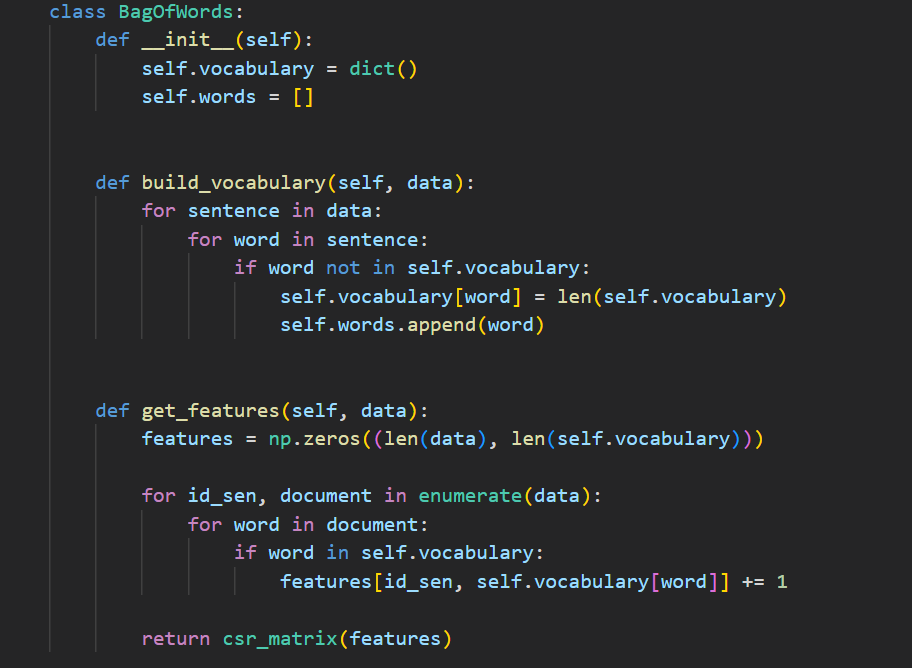 class BagOfWords:
    def __init__(self):
        self.vocabulary = dict()
        self.words = []
    def build_vocabulary(self, data):
        for sentence in data:
            for word in sentence:
                if word not in self.vocabulary:
                    self.vocabulary[word] = len(self.vocabulary)
                    self.words.append(word)
    def get_features(self, data):
        features = np.zeros((len(data), len(self.vocabulary)))
        for id_sen, document in enumerate(data):
            for word in document:
                if word in self.vocabulary:
                    features[id_sen, self.vocabulary[word]] += 1
        return csr_matrix(features)